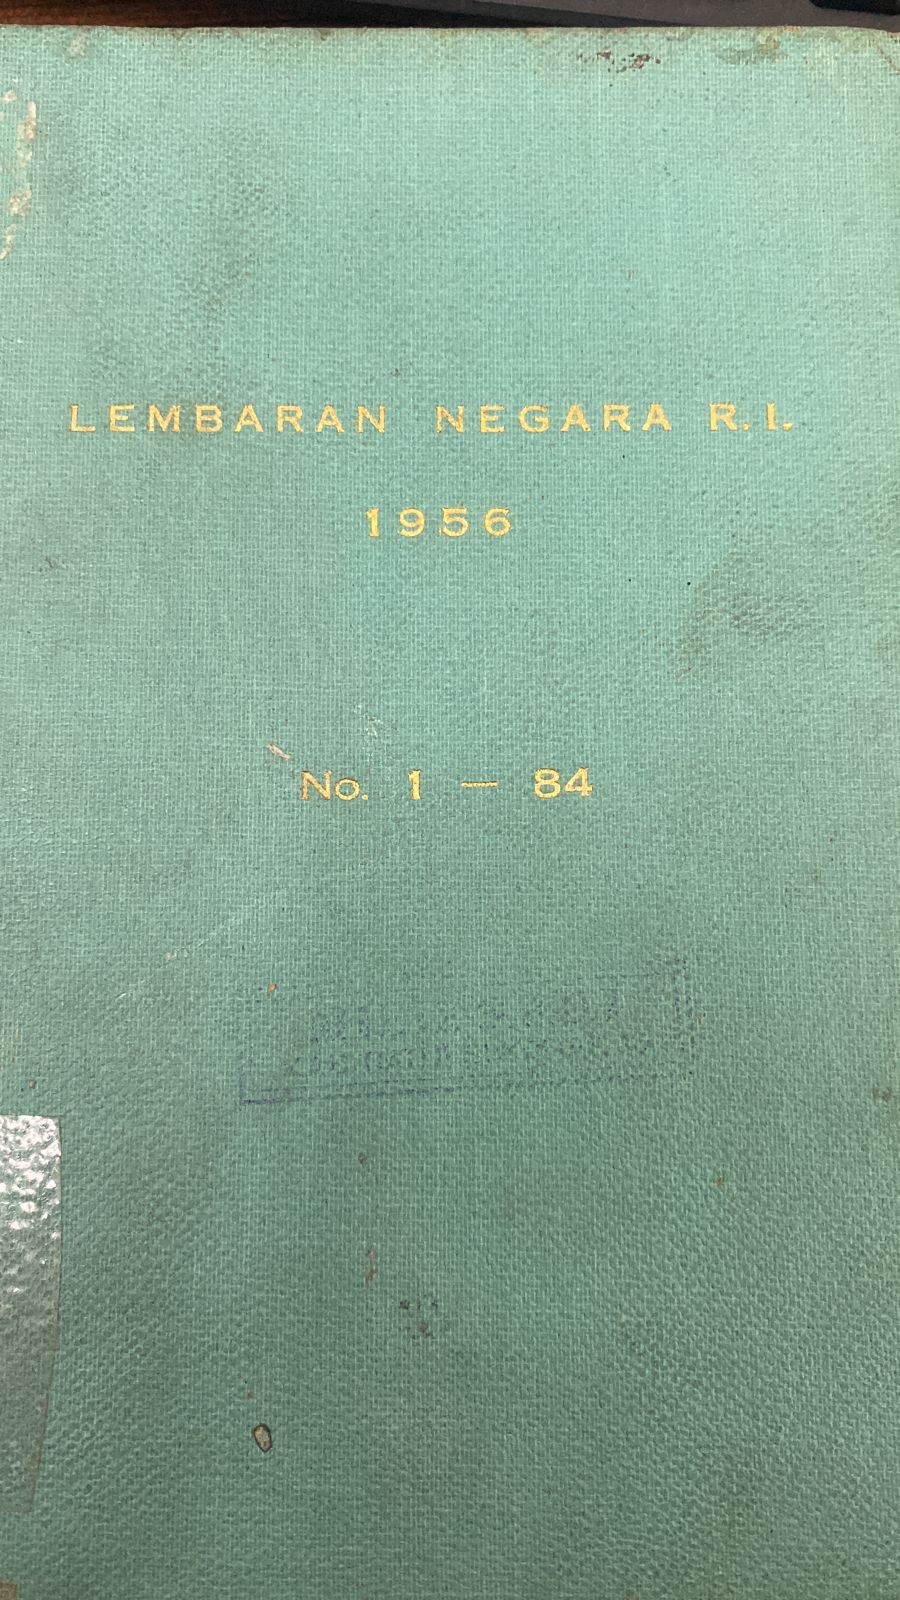 LEMBARAN NEGARA R.I.
1956
No. 1 — 84